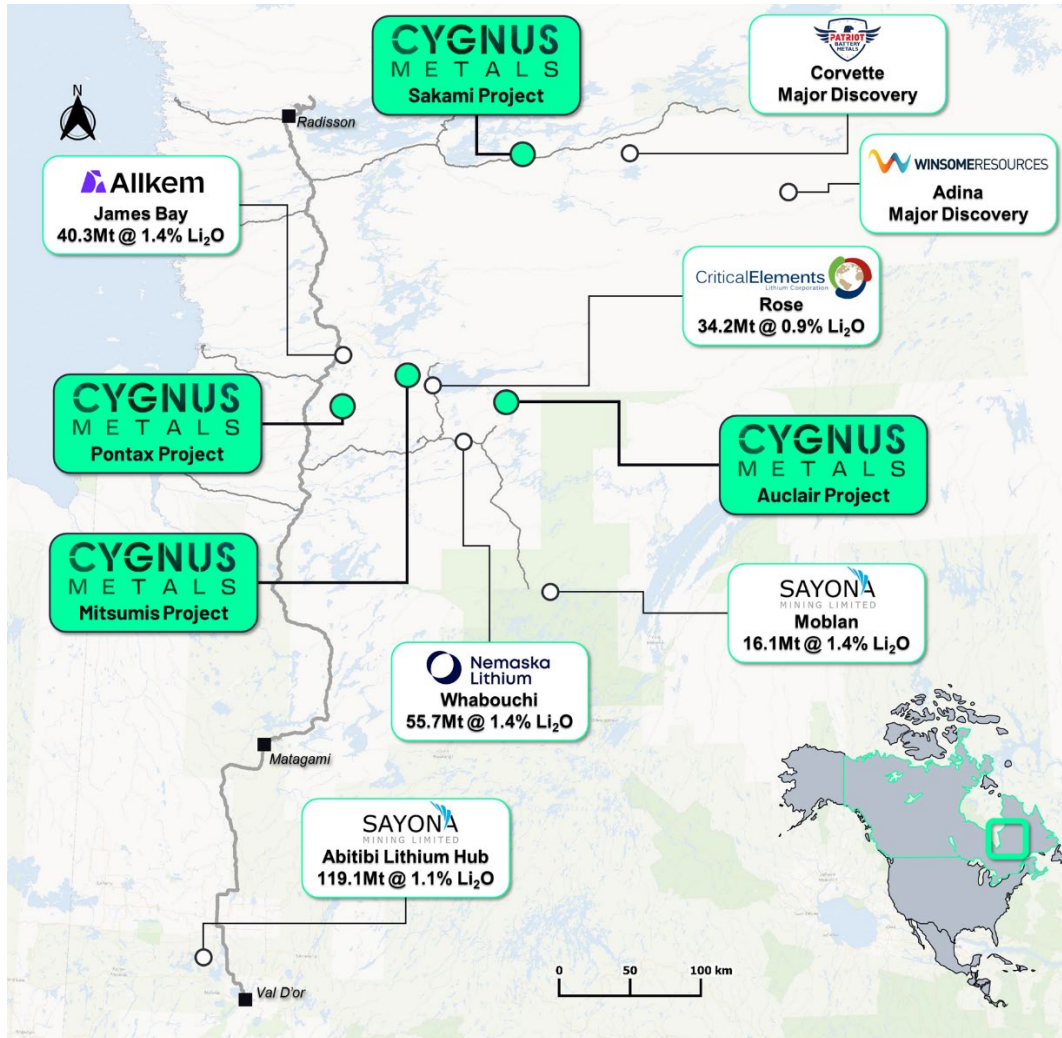 CYGNUS
METALS
Sakami Project
PATRIOT
BATTERY
METALS
Corvette
Major Discovery
N
Radisson
WINSOMERESOURCES
Adina
Major Discovery
Allkem
James Bay
40.3Mt @ 1.4% Li₂O
CriticalElements
Lithium Corporation
Rose
34.2Mt @ 0.9% Li₂O
CYGNUS
METALS
Pontax Project
CYGNUS
METALS
Auclair Project
CYGNUS
METALS
Mitsumis Project
SAYONA
MINING LIMITED
Moblan
16.1Mt @ 1.4% Li₂O
Nemaska
Lithium
Whabouchi
55.7Mt @ 1.4% Li₂O
Matagami
SAYONA
MINING LIMITED
Abitibi Lithium Hub
119.1Mt @ 1.1% Li₂O
0 50 100 km
Val D'or